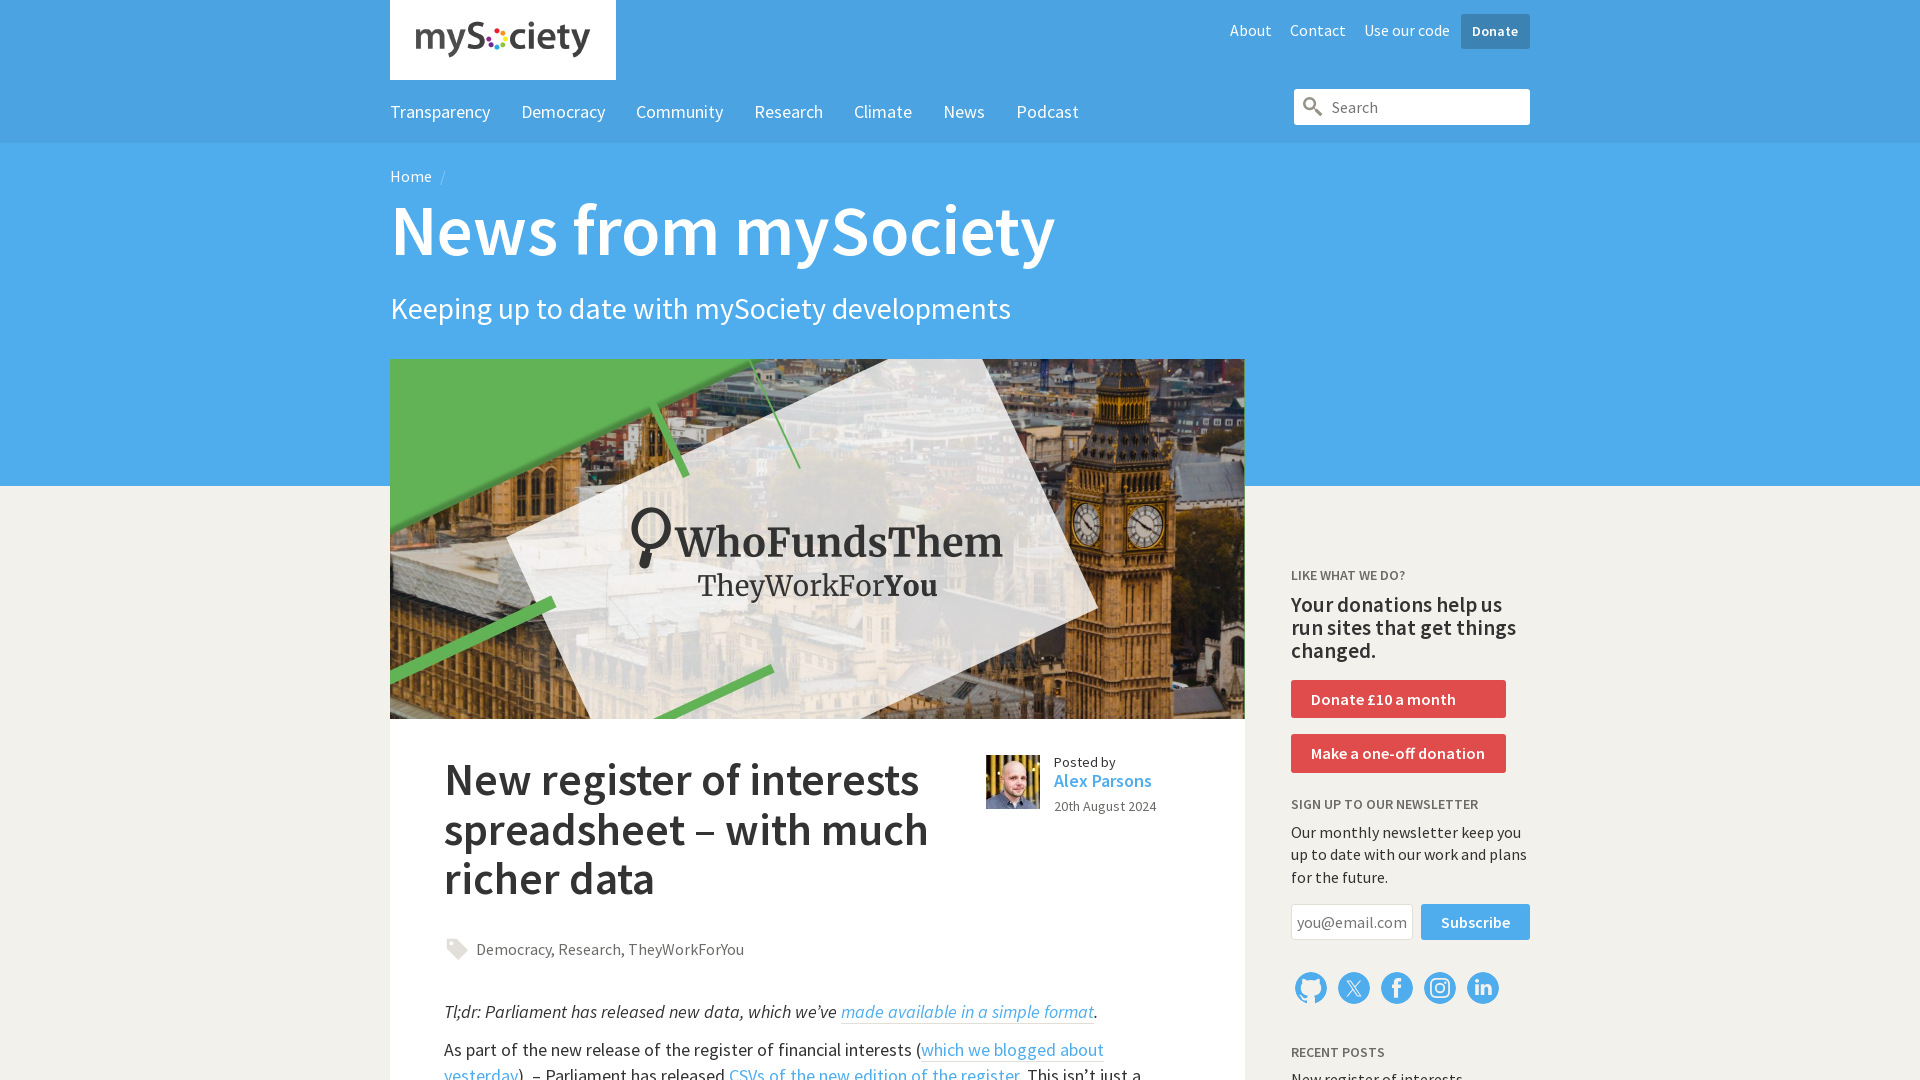 mySociety
About
Contact
Use our code
Donate
Transparency
Democracy
Community
Research
Climate
News
Podcast
Search
Home /
News from mySociety
Keeping up to date with mySociety developments
WhoFundsThem
TheyWorkForYou
New register of interests
spreadsheet – with much
richer data
Posted by
Alex Parsons
20th August 2024
Democracy, Research, TheyWorkForYou
Tl;dr: Parliament has released new data, which we’ve made available in a simple format.
As part of the new release of the register of financial interests (which we blogged about
yesterday), – Parliament has released CSVs of the new edition of the register. This isn’t just a
LIKE WHAT WE DO?
Your donations help us
run sites that get things
changed.
Donate £10 a month
Make a one-off donation
SIGN UP TO OUR NEWSLETTER
Our monthly newsletter keep you
up to date with our work and plans
for the future.
you@email.com
Subscribe
RECENT POSTS
New register of interests